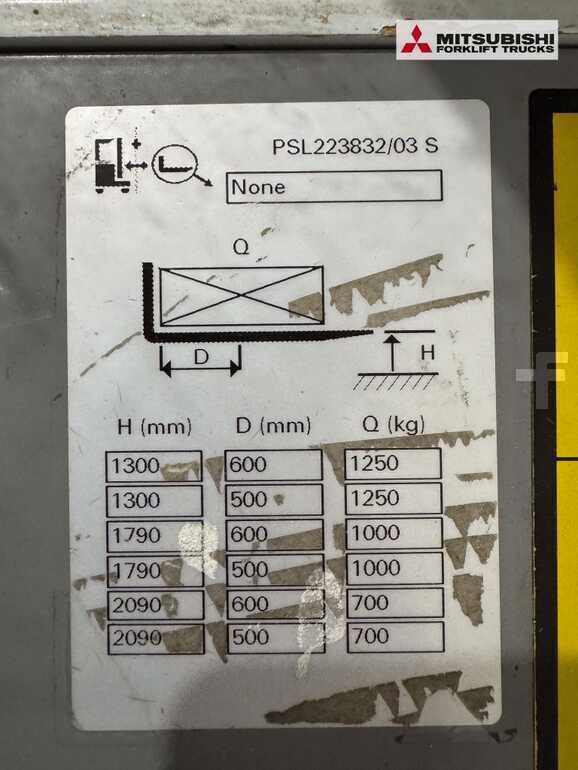 MITSUBISHI
FORKLIFT TRUCKS
PSL223832/03 S
None
Q
D
H
H (mm) D (mm) Q (kg)
1300 600 1250
1300 500 1250
1790 600 1000
1790 500 1000
2090 600 700
2090 500 700
f